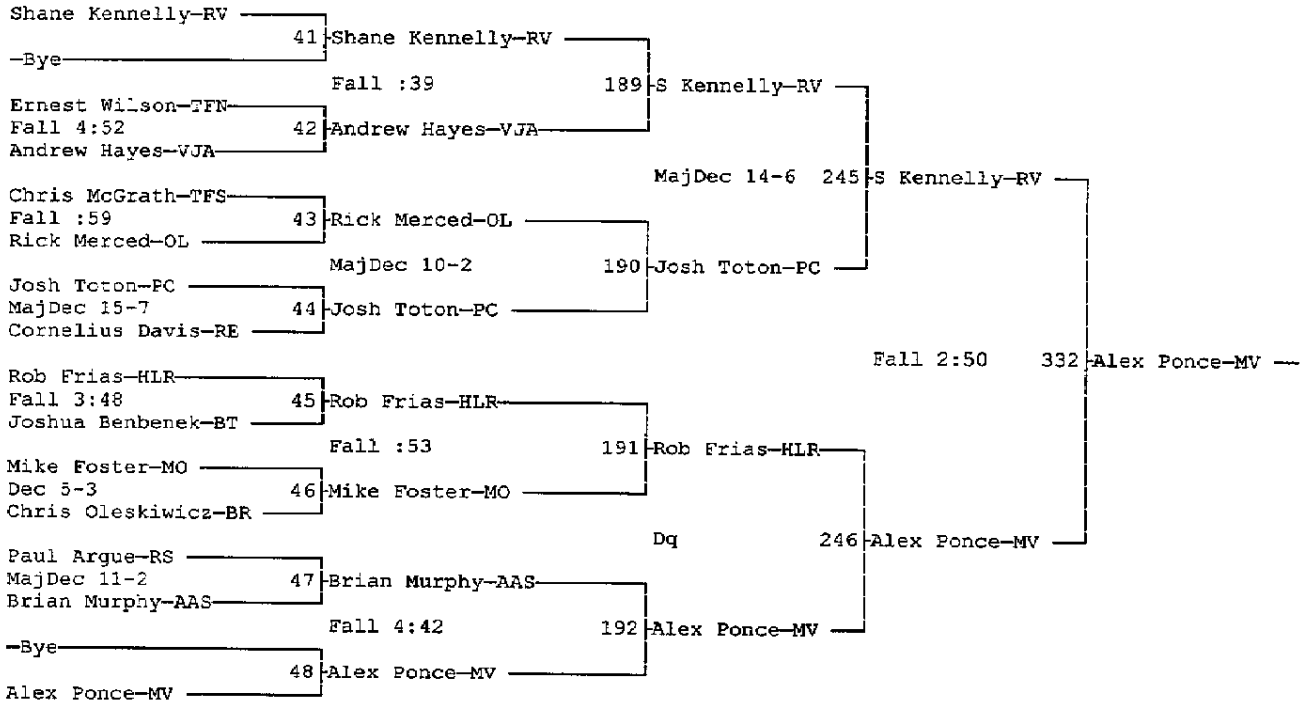 Shane Kennelly-RV
41 Shane Kennelly-RV
-Bye
Fall :39
189 S Kennelly-RV
Ernest Wilson-TFN
Fall 4:52
42 Andrew Hayes-VJA
Andrew Hayes-VJA
MajDec 14-6
245 S Kennelly-RV
Chris McGrath-TFS
Fall :59
43 Rick Merced-OL
Rick Merced-OL
MajDec 10-2
190 Josh Toton-PC
Josh Toton-PC
MajDec 15-7
44 Josh Toton-PC
Cornelius Davis-RE
Fall 2:50
332 Alex Ponce-MV
Rob Frias-HLR
Fall 3:48
45 Rob Frias-HLR
Joshua Benbenek-BT
Fall :53
191 Rob Frias-HLR
Mike Foster-MO
Dec 5-3
46 Mike Foster-MO
Chris Oleskiwicz-BR
Dq
246 Alex Ponce-MV
Paul Argue-RS
MajDec 11-2
47 Brian Murphy-AAS
Brian Murphy-AAS
Fall 4:42
192 Alex Ponce-MV
-Bye
48 Alex Ponce-MV
Alex Ponce-MV